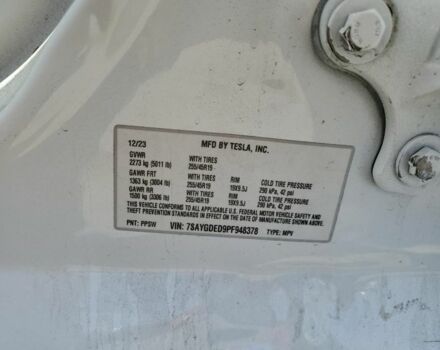 12/23 MFD BY TESLA, INC.
GVWR
2273 kg (5011 lb) WITH TIRES 255/45R19
GAWR FRT WITH TIRES RIM COLD TIRE PRESSURE
1363 kg (3004 lb) 255/45R19 19X9.5J 290 kPa, 42 psi
GAWR RR WITH TIRES RIM COLD TIRE PRESSURE
1500 kg (3306 lb) 255/45R19 19X9.5J 290 kPa, 42 psi
THIS VEHICLE CONFORMS TO ALL APPLICABLE U.S. FEDERAL MOTOR VEHICLE SAFETY AND
THEFT PREVENTION STANDARDS IN EFFECT ON THE DATE OF MANUFACTURE SHOWN ABOVE.
PNT: PPSW VIN: 7SAYGDED9PF948378 TYPE: MPV